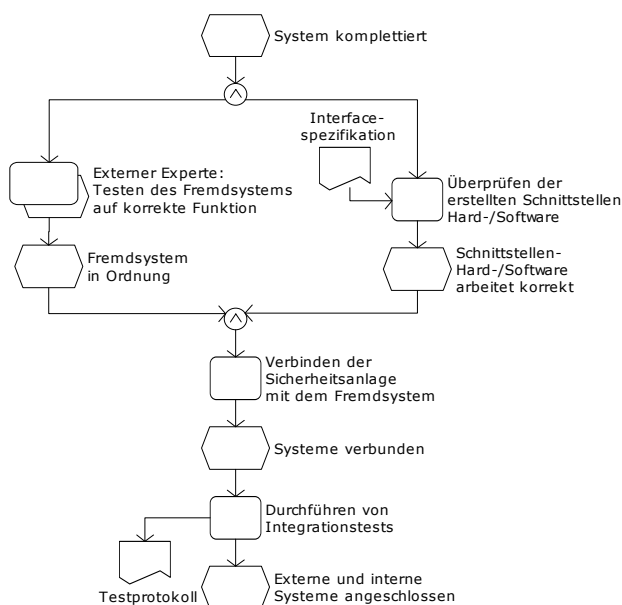 System komplettiert
Interface-
spezifikation
Externer Experte:
Testen des Fremdsystems
auf korrekte Funktion
Überprüfen der
erstellten Schnittstellen
Hard-/Software
Fremdsystem
in Ordnung
Schnittstellen-
Hard-/Software
arbeitet korrekt
Verbinden der
Sicherheitsanlage
mit dem Fremdsystem
Systeme verbunden
Durchführen von
Integrationstests
Testprotokoll
Externe und interne
Systeme angeschlossen